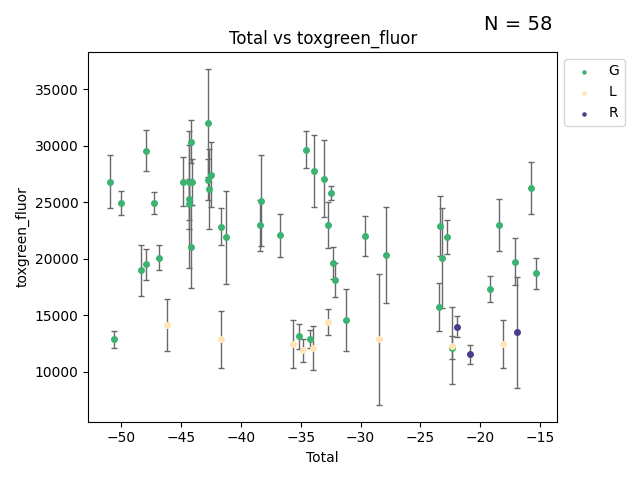 N = 58
Total vs toxgreen_fluor
G
L
R
35000
30000
25000
20000
15000
10000
toxgreen_fluor
−50
−45
−40
−35
−30
−25
−20
−15
Total